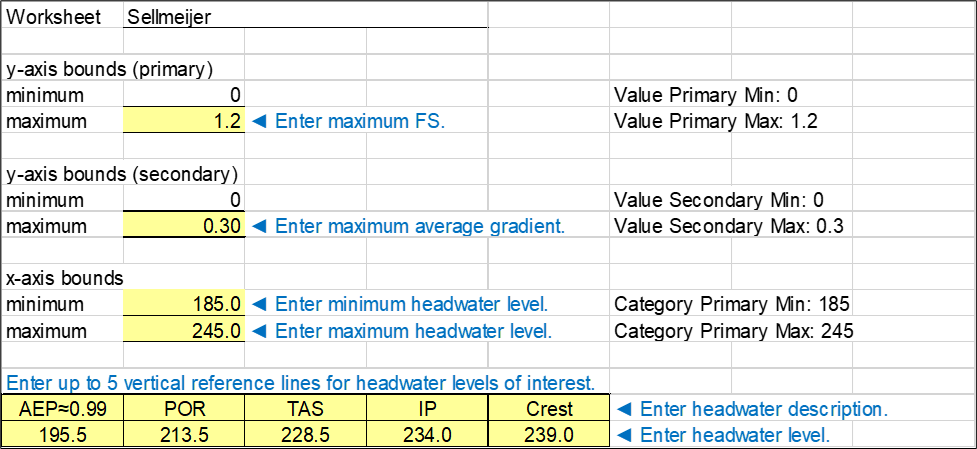 Worksheet Sellmeijer
y-axis bounds (primary)
minimum 0 Value Primary Min: 0
maximum 1.2 ◄ Enter maximum FS. Value Primary Max: 1.2
y-axis bounds (secondary)
minimum 0 Value Secondary Min: 0
maximum 0.30 ◄ Enter maximum average gradient. Value Secondary Max: 0.3
x-axis bounds
minimum 185.0 ◄ Enter minimum headwater level. Category Primary Min: 185
maximum 245.0 ◄ Enter maximum headwater level. Category Primary Max: 245
Enter up to 5 vertical reference lines for headwater levels of interest.
AEP≈0.99 POR TAS IP Crest ◄ Enter headwater description.
195.5 213.5 228.5 234.0 239.0 ◄ Enter headwater level.